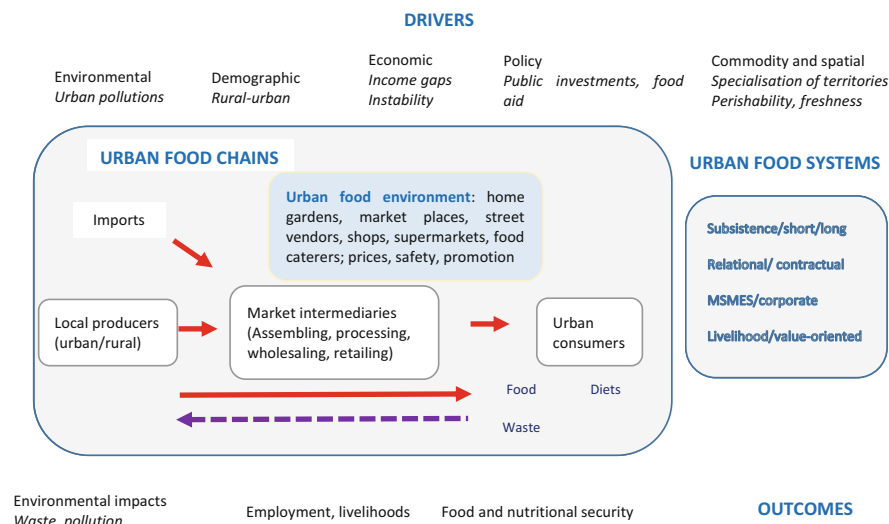 DRIVERS
Environmental
Urban pollutions
Demographic
Rural-urban
Economic
Income gaps
Instability
Policy
Public investments, food
aid
Commodity and spatial
Specialisation of territories
Perishability, freshness
URBAN FOOD CHAINS
Imports
Urban food environment: home
gardens, market places, street
vendors, shops, supermarkets, food
caterers; prices, safety, promotion
Local producers
(urban/rural)
Market intermediaries
(Assembling, processing,
wholesaling, retailing)
Urban
consumers
Food
Diets
Waste
URBAN FOOD SYSTEMS
Subsistence/short/long
Relational/ contractual
MSMES/corporate
Livelihood/value-oriented
Environmental impacts
Waste, pollution
Employment, livelihoods
Food and nutritional security
OUTCOMES